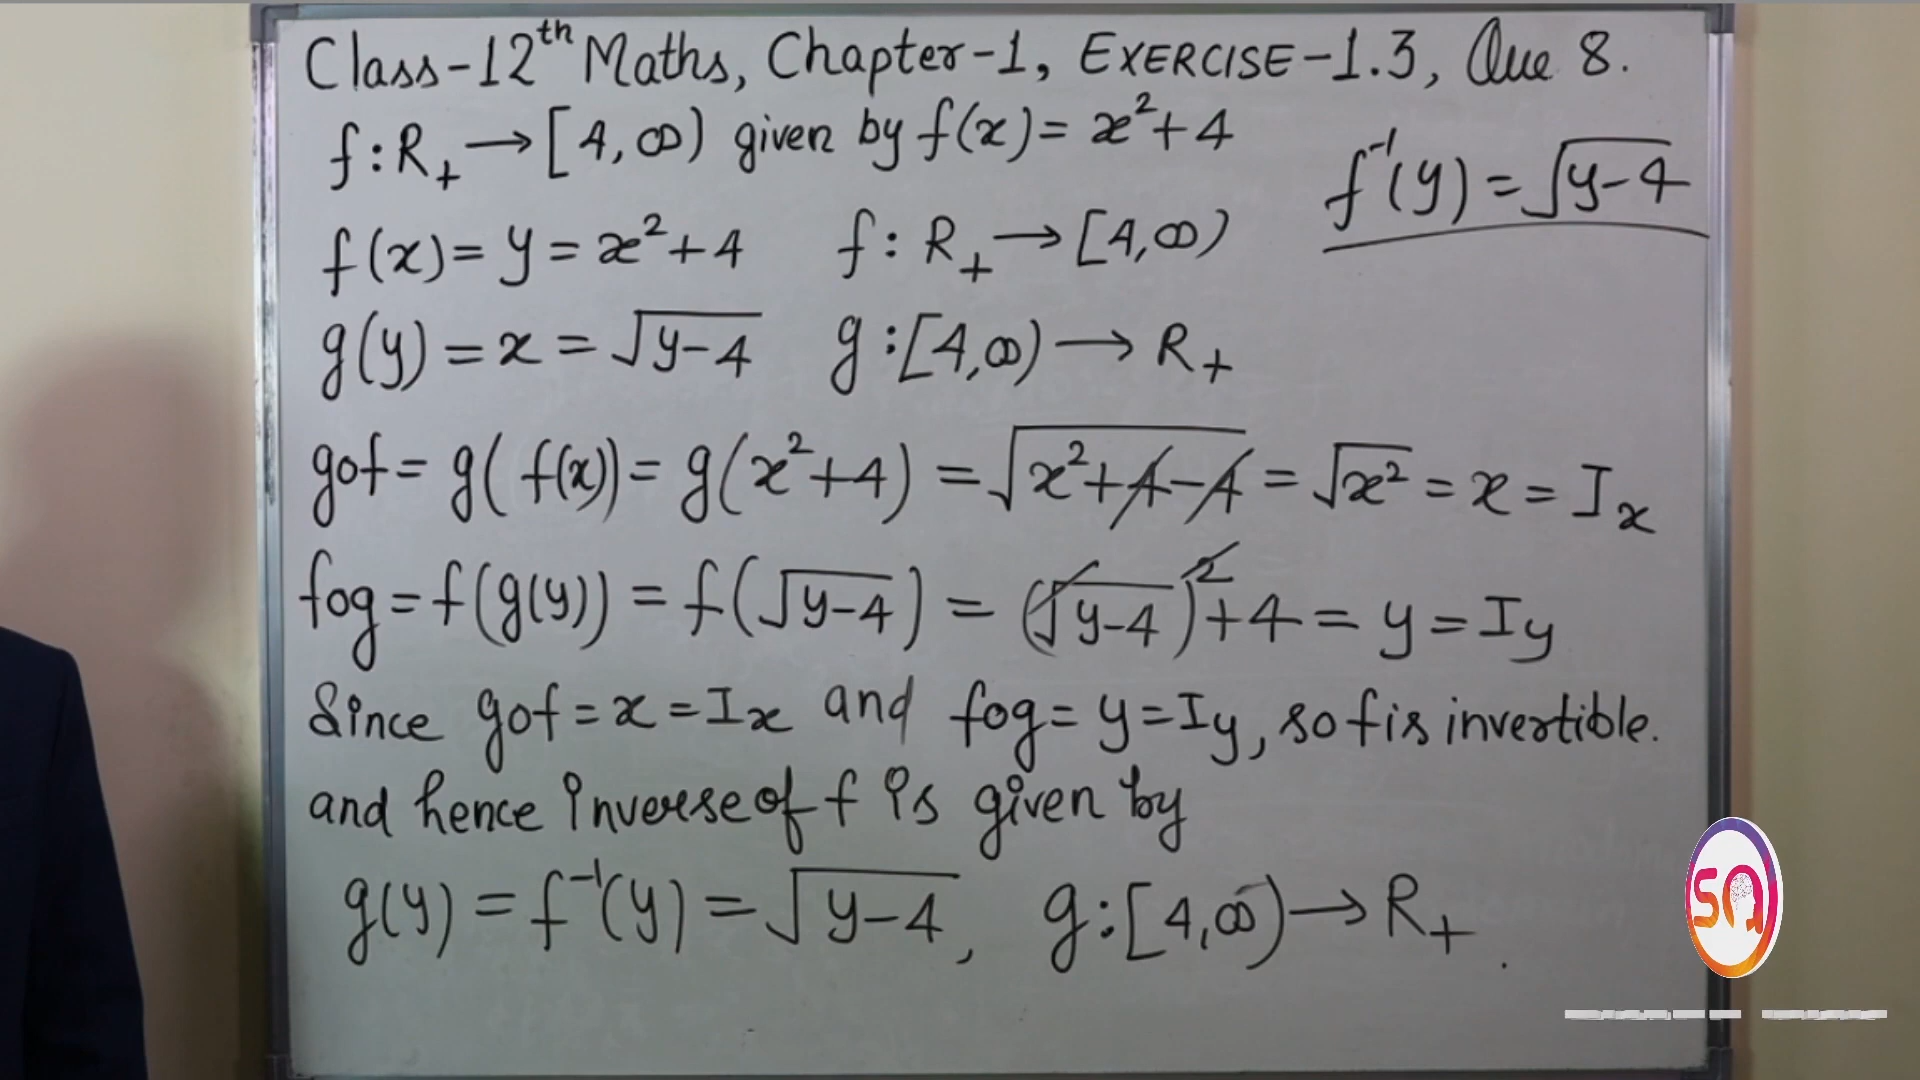 Class-12th Maths, Chapter-1, EXERCISE-1.3, Que 8.
f: R₊ → [4, ∞) given by f(x) = x²+4
f⁻¹(y) = √(y-4)
f(x) = y = x²+4 f: R₊ → [4,∞)
g(y) = x = √(y-4) g:[4,∞) → R₊
gof = g(f(x)) = g(x²+4) = √(x²+4-4) = √(x²) = x = Iₓ
fog = f(g(y)) = f(√(y-4)) = (√(y-4))²+4 = y = Iy
Since gof = x = Iₓ and fog = y = Iy, so f is invertible.
and hence inverse of f is given by
g(y) = f⁻¹(y) = √(y-4), g:[4,∞) → R₊.